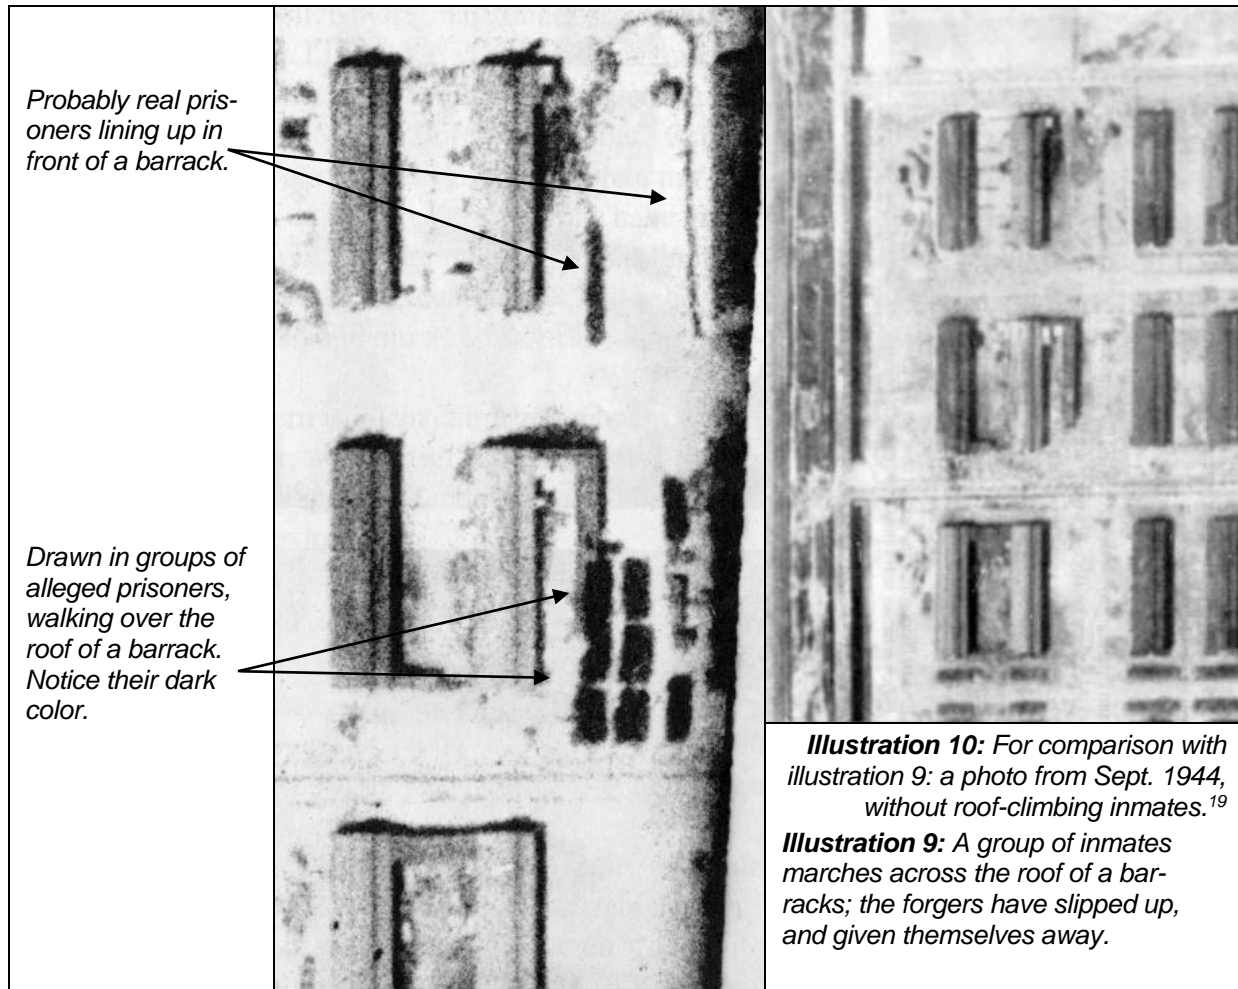 Probably real pris-
oners lining up in
front of a barrack.
Drawn in groups of
alleged prisoners,
walking over the
roof of a barrack.
Notice their dark
color.
Illustration 10: For comparison with
illustration 9: a photo from Sept. 1944,
without roof-climbing inmates.19
Illustration 9: A group of inmates
marches across the roof of a bar-
racks; the forgers have slipped up,
and given themselves away.